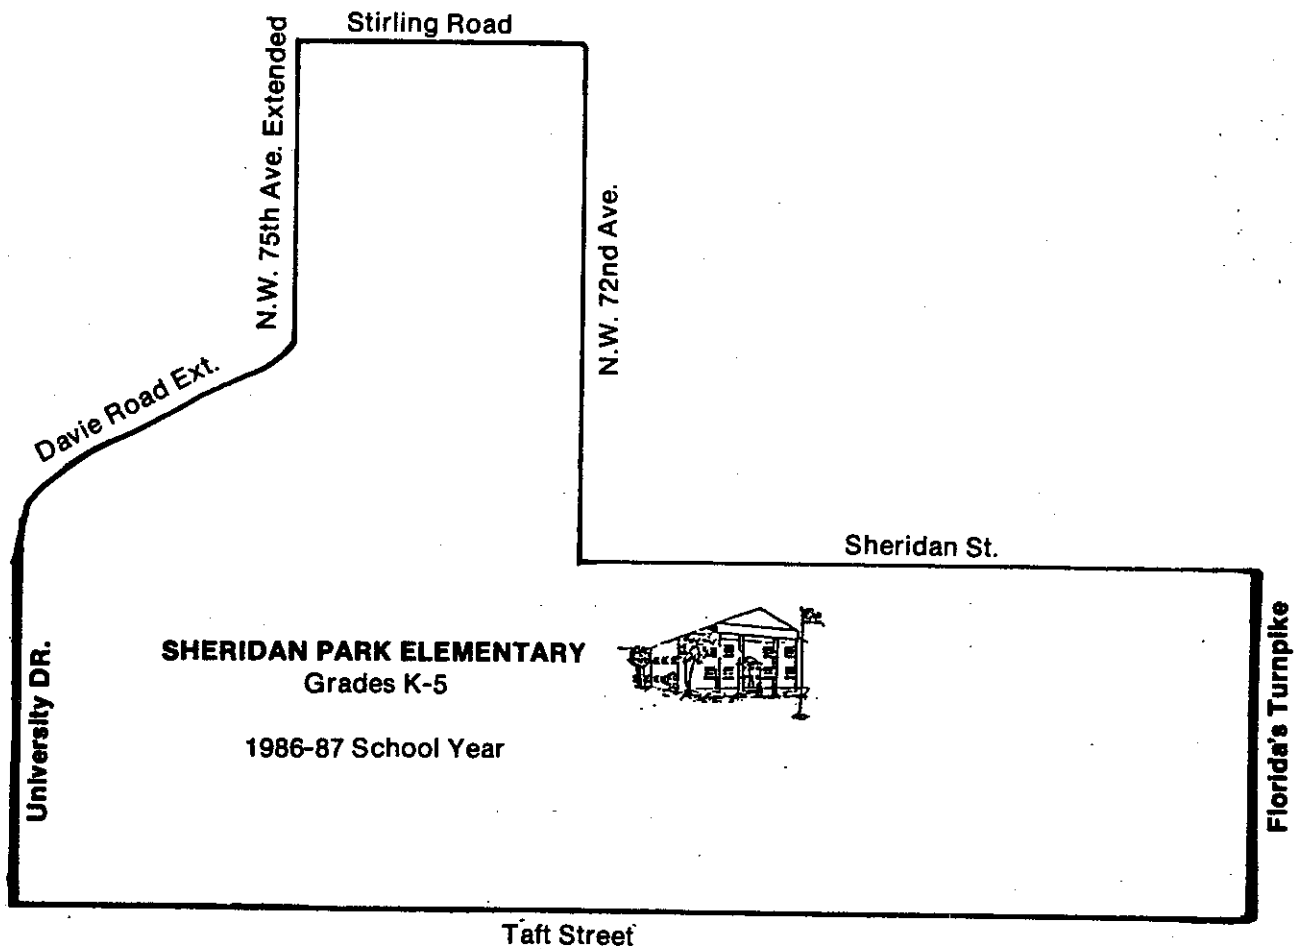 Stirling Road
N.W. 75th Ave. Extended
N.W. 72nd Ave.
Davie Road Ext.
Sheridan St.
SHERIDAN PARK ELEMENTARY
Grades K-5
1986-87 School Year
University DR.
Florida's Turnpike
Taft Street